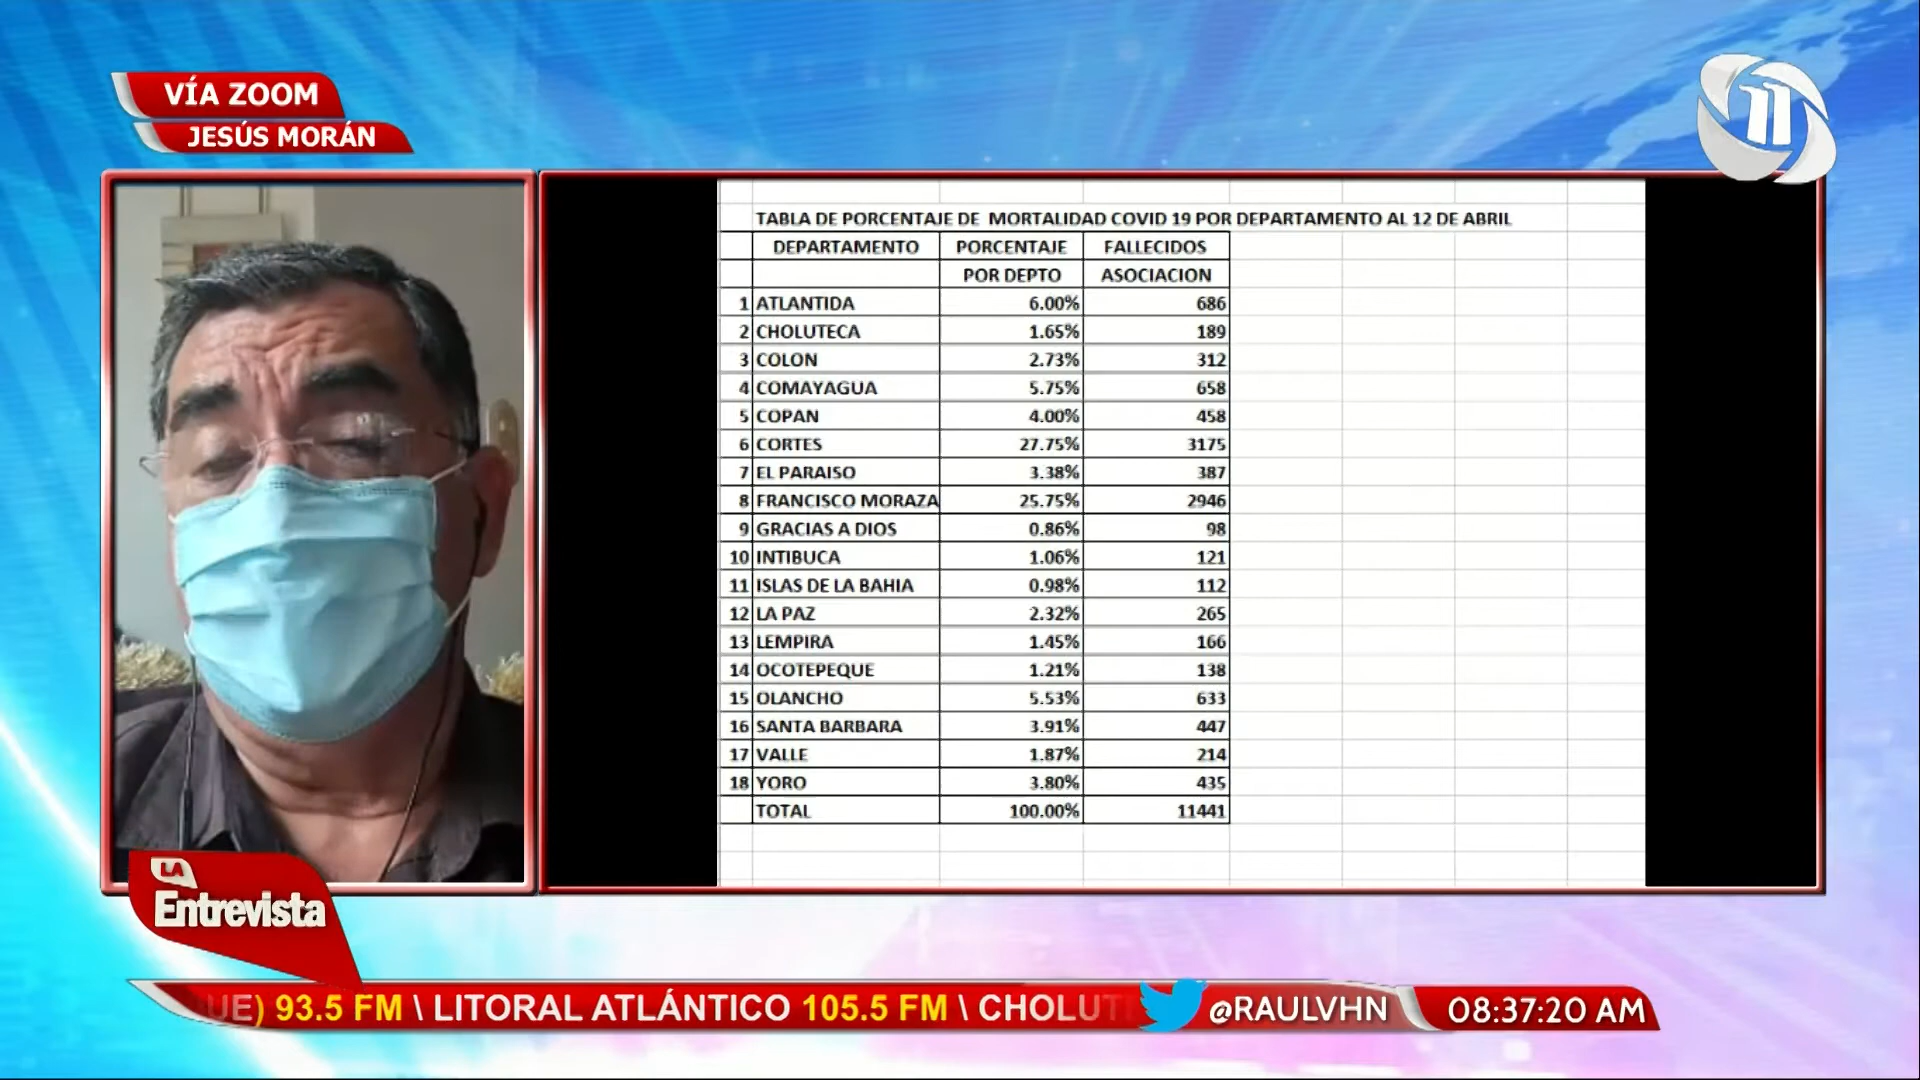 VÍA ZOOM
JESÚS MORÁN
11
TABLA DE PORCENTAJE DE MORTALIDAD COVID 19 POR DEPARTAMENTO AL 12 DE ABRIL
DEPARTAMENTO PORCENTAJE FALLECIDOS
POR DEPTO ASOCIACION
1 ATLANTIDA 6.00% 686
2 CHOLUTECA 1.65% 189
3 COLON 2.73% 312
4 COMAYAGUA 5.75% 658
5 COPAN 4.00% 458
6 CORTES 27.75% 3175
7 EL PARAISO 3.38% 387
8 FRANCISCO MORAZA 25.75% 2946
9 GRACIAS A DIOS 0.86% 98
10 INTIBUCA 1.06% 121
11 ISLAS DE LA BAHIA 0.98% 112
12 LA PAZ 2.32% 265
13 LEMPIRA 1.45% 166
14 OCOTEPEQUE 1.21% 138
15 OLANCHO 5.53% 633
16 SANTA BARBARA 3.91% 447
17 VALLE 1.87% 214
18 YORO 3.80% 435
TOTAL 100.00% 11441
LA
Entrevista
UE) 93.5 FM \ LITORAL ATLÁNTICO 105.5 FM \ CHOLUT @RAULVHN 08:37:20 AM